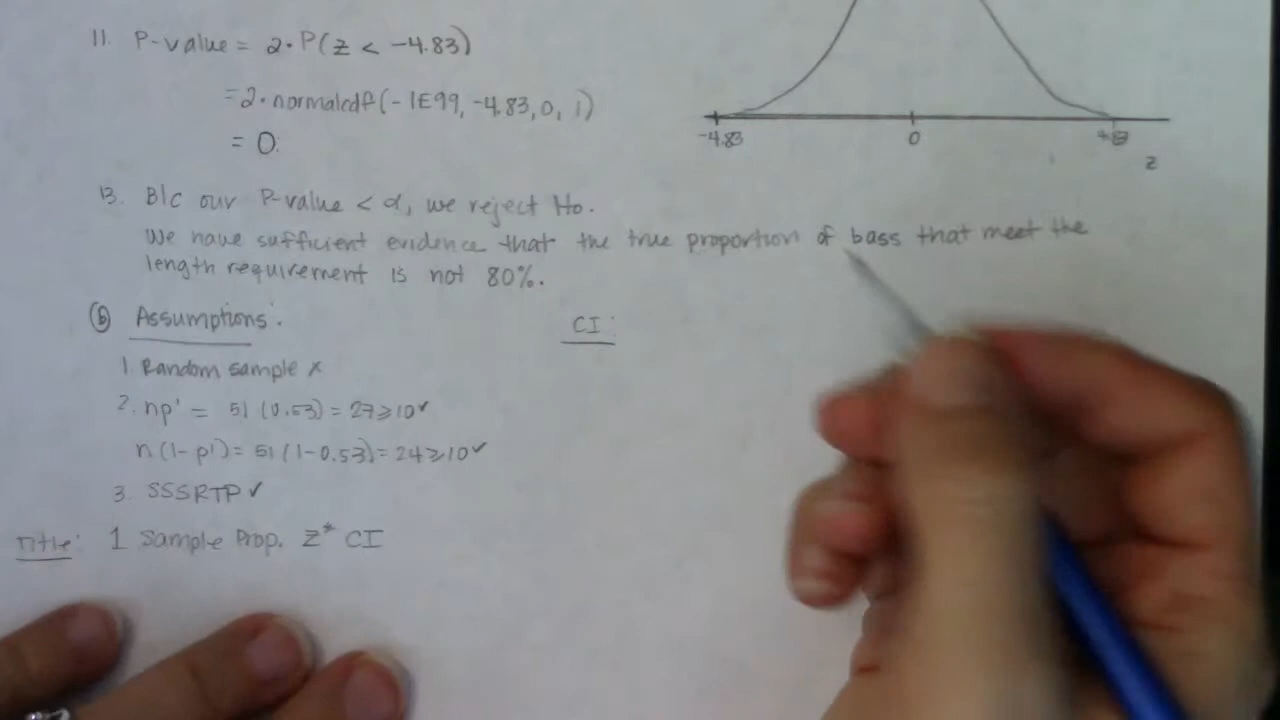 11. P-value = 2·P(z < -4.83)
= 2·normalcdf(-1E99, -4.83, 0, 1)
= 0.
-4.83 0
z
13. B/c our P-value < α, we reject Ho.
We have sufficient evidence that the true proportion of bass that meet the
length requirement is not 80%.
(b) Assumptions:
CI:
1. Random sample x
2. np' = 51 (0.53) = 27 ≥ 10 ✓
n(1-p') = 51(1-0.53) = 24 ≥ 10 ✓
3. SSSRTP ✓
Title: 1 Sample Prop. Z* CI